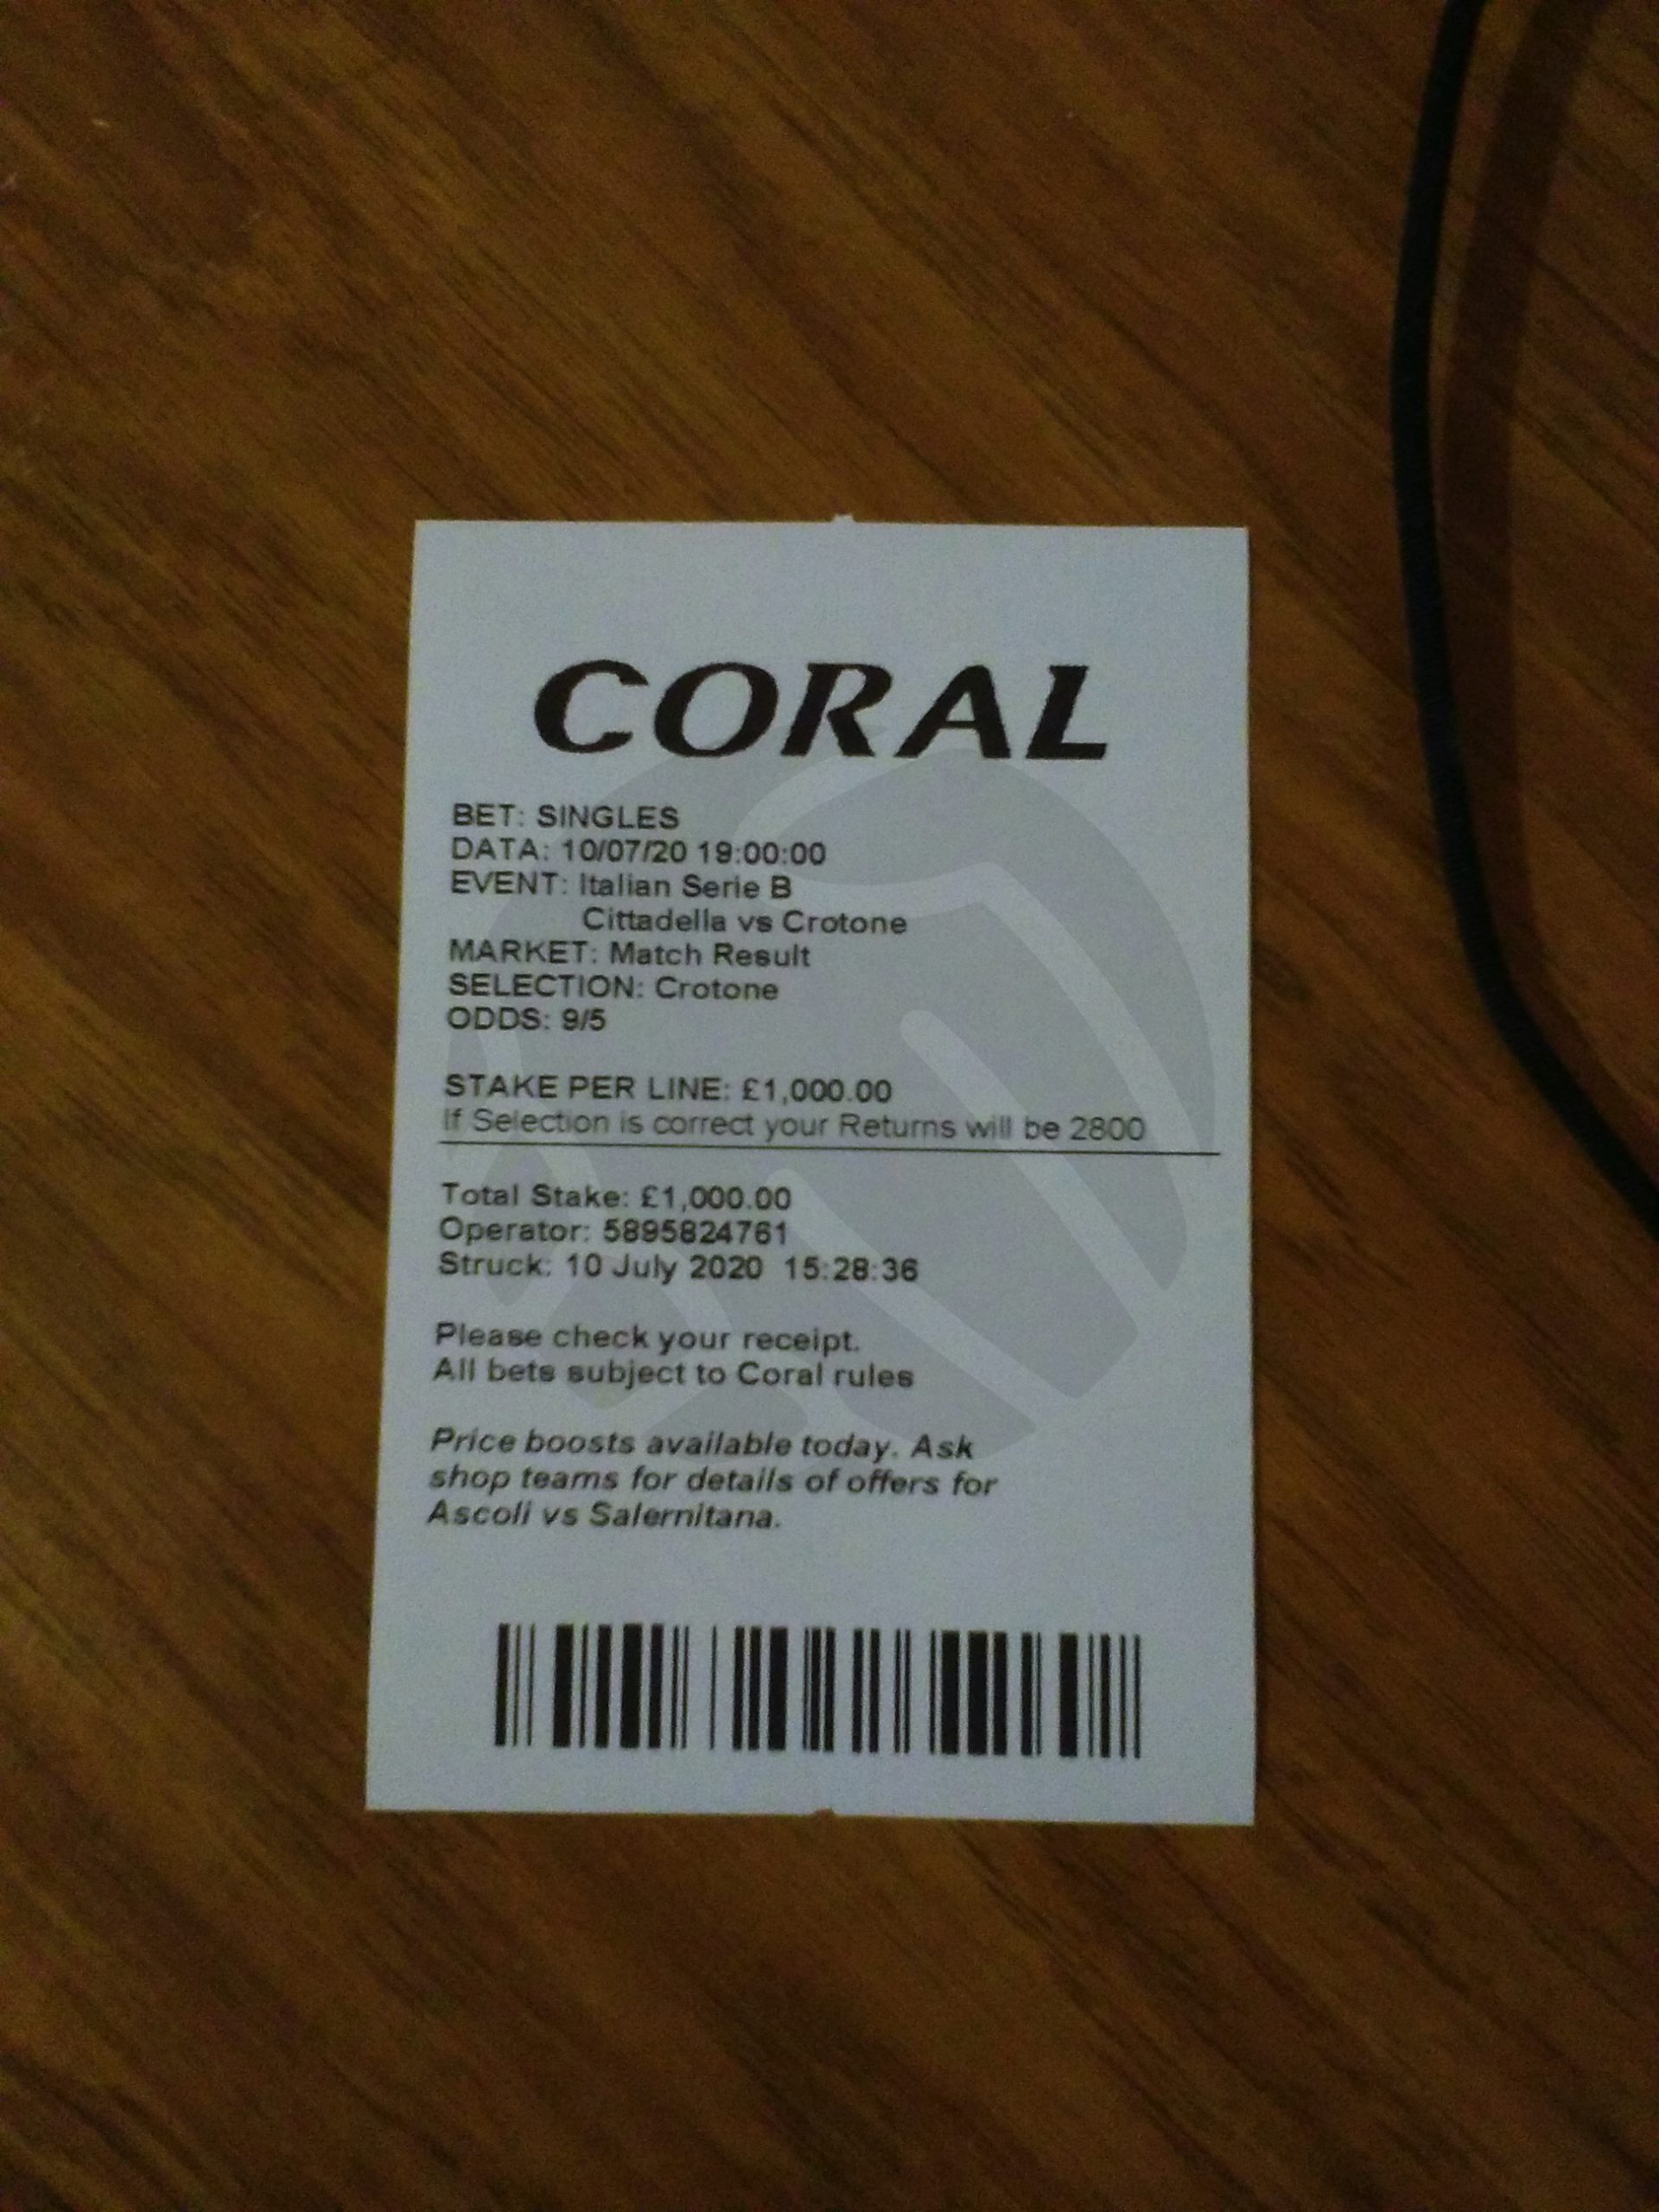 CORAL
BET: SINGLES
DATA: 10/07/20 19:00:00
EVENT: Italian Serie B
Cittadella vs Crotone
MARKET: Match Result
SELECTION: Crotone
ODDS: 9/5
STAKE PER LINE: £1,000.00
If Selection is correct your Returns will be 2800
Total Stake: £1,000.00
Operator: 5895824761
Struck: 10 July 2020 15:28:36
Please check your receipt.
All bets subject to Coral rules
Price boosts available today. Ask
shop teams for details of offers for
Ascoli vs Salernitana.